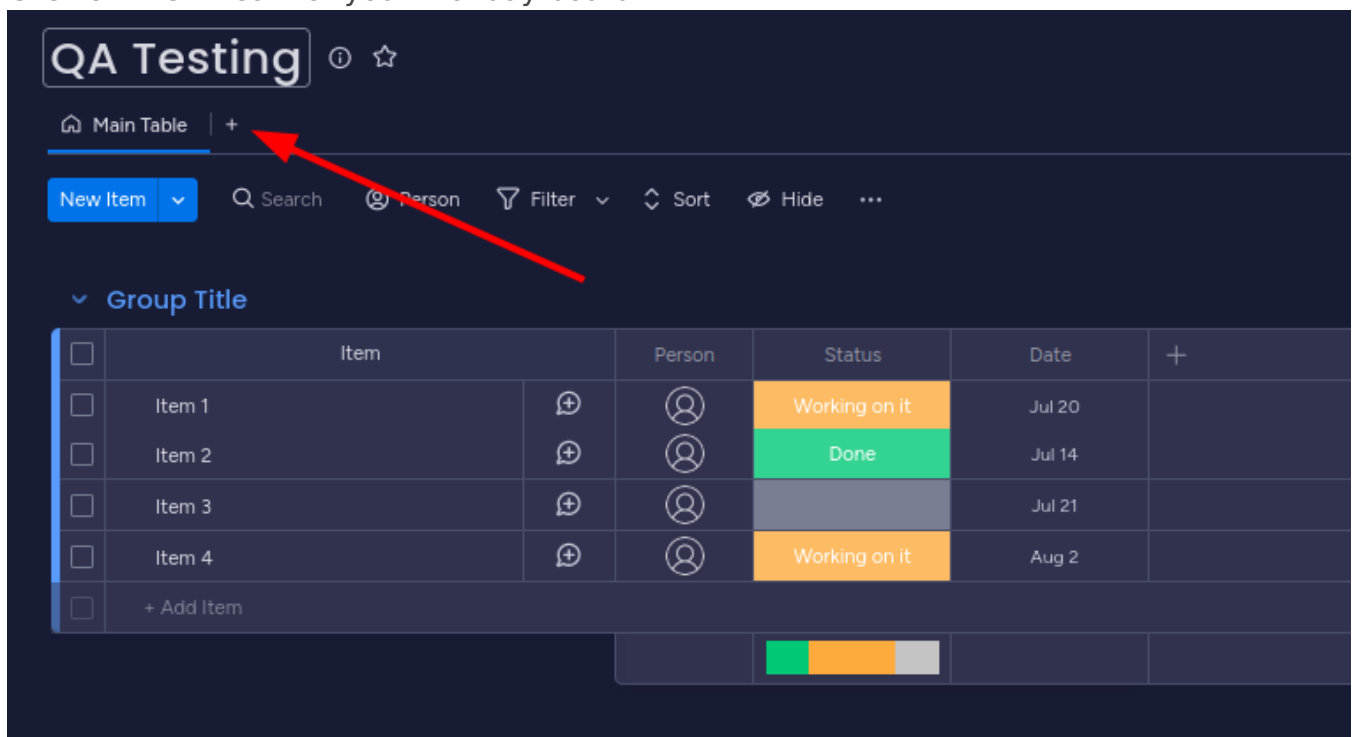 QA Testing
Main Table +
New Item Search Person Filter Sort Hide ...
Group Title
Item Person Status Date +
Item 1 Working on it Jul 20
Item 2 Done Jul 14
Item 3 Jul 21
Item 4 Working on it Aug 2
+ Add Item